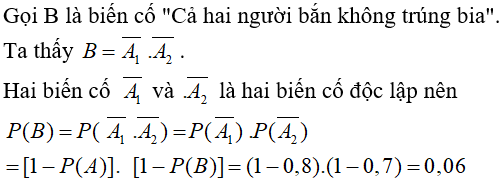 Gọi B là biến cố "Cả hai người bắn không trúng bia".
Ta thấy B = \overline{A_1} .\overline{A_2} .
Hai biến cố \overline{A_1} và .\overline{A_2} là hai biến cố độc lập nên
P(B) = P( \overline{A_1} .\overline{A_2}) = P(\overline{A_1}) .P(\overline{A_2})
= [1 – P(A)]. [1 – P(B)] = (1 – 0,8).(1 – 0,7) = 0,06